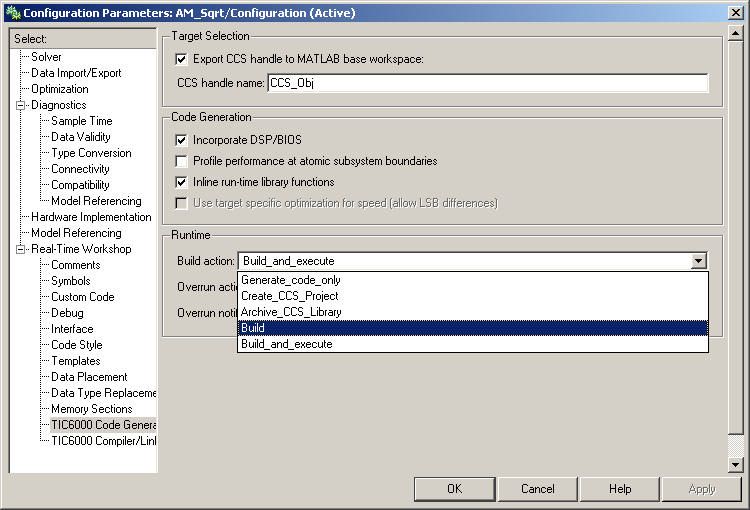 Configuration Parameters: AM_Sqrt/Configuration (Active)
Select:
Solver
Data Import/Export
Optimization
Diagnostics
Sample Time
Data Validity
Type Conversion
Connectivity
Compatibility
Model Referencing
Hardware Implementation
Model Referencing
Real-Time Workshop
Comments
Symbols
Custom Code
Debug
Interface
Code Style
Templates
Data Placement
Data Type Replaceme
Memory Sections
TIC6000 Code Genera
TIC6000 Compiler/Linl
Target Selection
Export CCS handle to MATLAB base workspace:
CCS handle name: CCS_Obj
Code Generation
Incorporate DSP/BIOS
Profile performance at atomic subsystem boundaries
Inline run-time library functions
Use target specific optimization for speed (allow LSB differences)
Runtime
Build action: Build_and_execute
Overrun actio
Overrun notif
Generate_code_only
Create_CCS_Project
Archive_CCS_Library
Build
Build_and_execute
OK
Cancel
Help
Apply